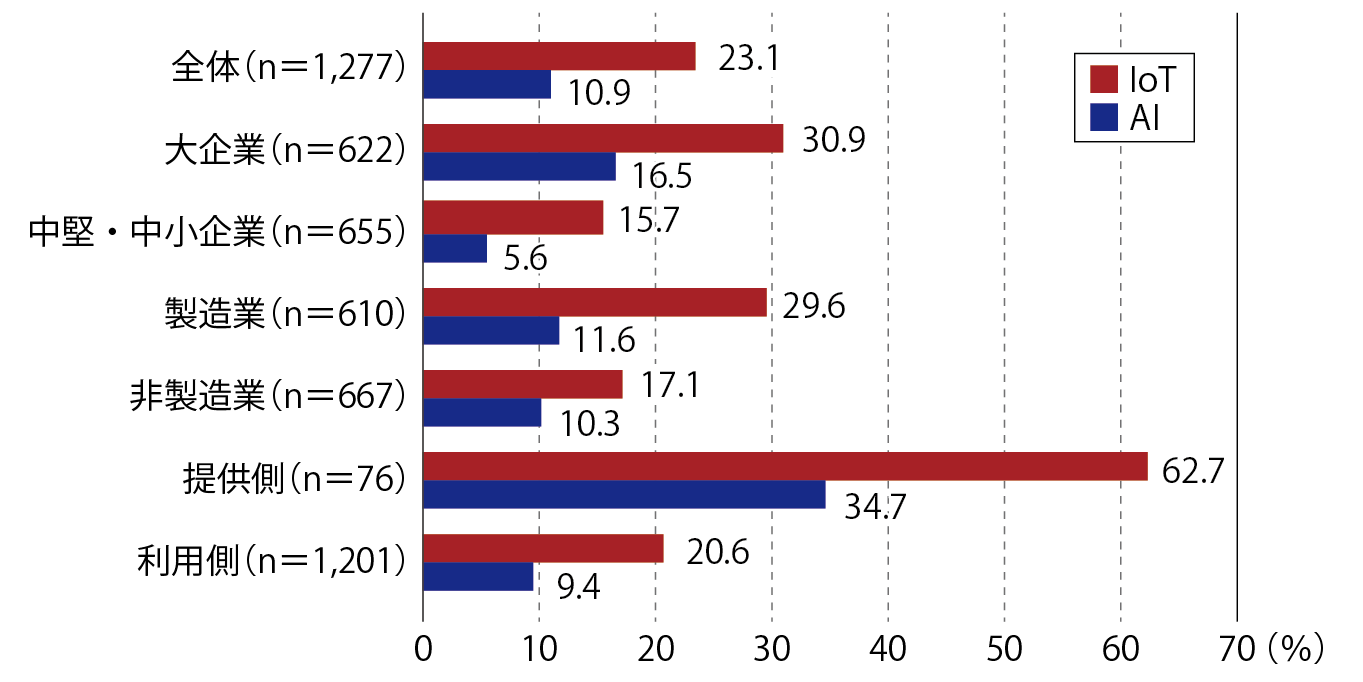 全体(n=1,277)
23.1
10.9
IoT
AI
大企業(n=622)
30.9
16.5
中堅・中小企業(n=655)
15.7
5.6
製造業(n=610)
29.6
11.6
非製造業(n=667)
17.1
10.3
提供側(n=76)
62.7
34.7
利用側(n=1,201)
20.6
9.4
0 10 20 30 40 50 60 70(%)